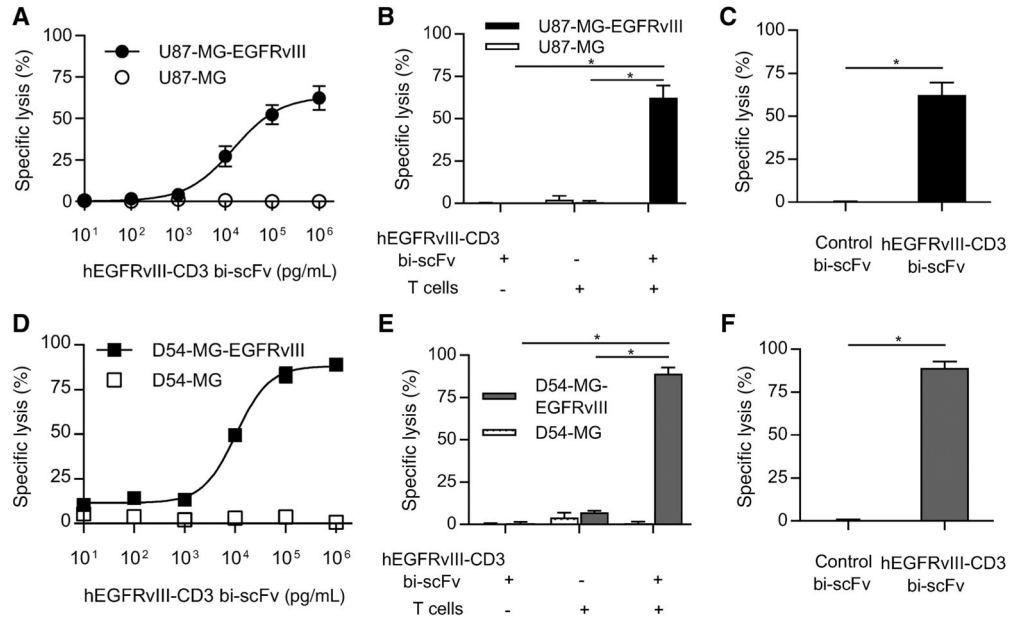 A
Specific lysis (%)
100
75
50
25
0
U87-MG-EGFRvIII
U87-MG
10¹ 10² 10³ 10⁴ 10⁵ 10⁶
hEGFRvIII-CD3 bi-scFv (pg/mL)
B
Specific lysis (%)
100
75
50
25
0
U87-MG-EGFRvIII
U87-MG
*
*
hEGFRvIII-CD3
bi-scFv + - +
T cells - + +
C
Specific lysis (%)
100
75
50
25
0
*
Control hEGFRvIII-CD3
bi-scFv bi-scFv
D
Specific lysis (%)
100
75
50
25
0
D54-MG-EGFRvIII
D54-MG
10¹ 10² 10³ 10⁴ 10⁵ 10⁶
hEGFRvIII-CD3 bi-scFv (pg/mL)
E
Specific lysis (%)
100
75
50
25
0
D54-MG-
EGFRvIII
D54-MG
*
*
hEGFRvIII-CD3
bi-scFv + - +
T cells - + +
F
Specific lysis (%)
100
75
50
25
0
*
Control hEGFRvIII-CD3
bi-scFv bi-scFv